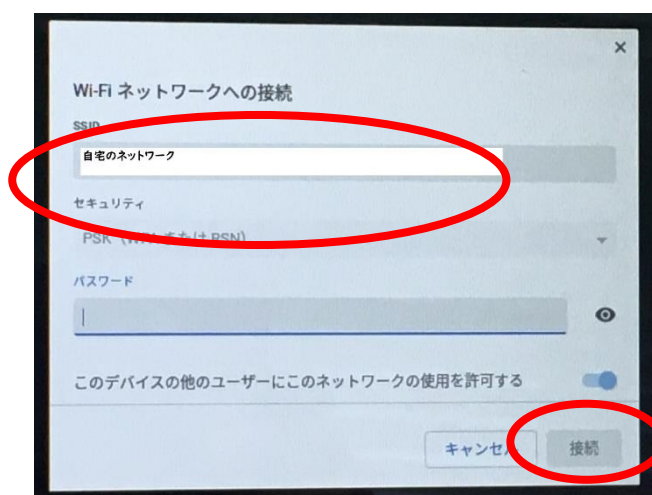 ×
Wi-Fi ネットワークへの接続
SSID
自宅のネットワーク
セキュリティ
PSK（WPA または RSN）
パスワード
このデバイスの他のユーザーにこのネットワークの使用を許可する
キャンセル
接続